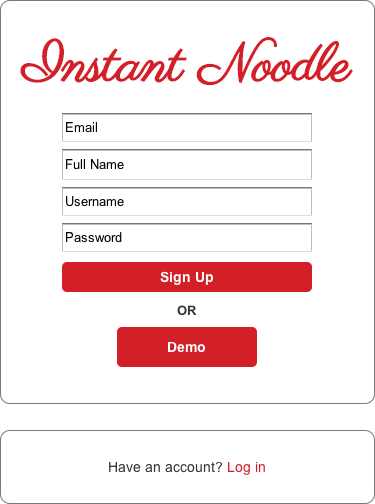 Instant Noodle
Email
Full Name
Username
Password
Sign Up
OR
Demo
Have an account? Log in